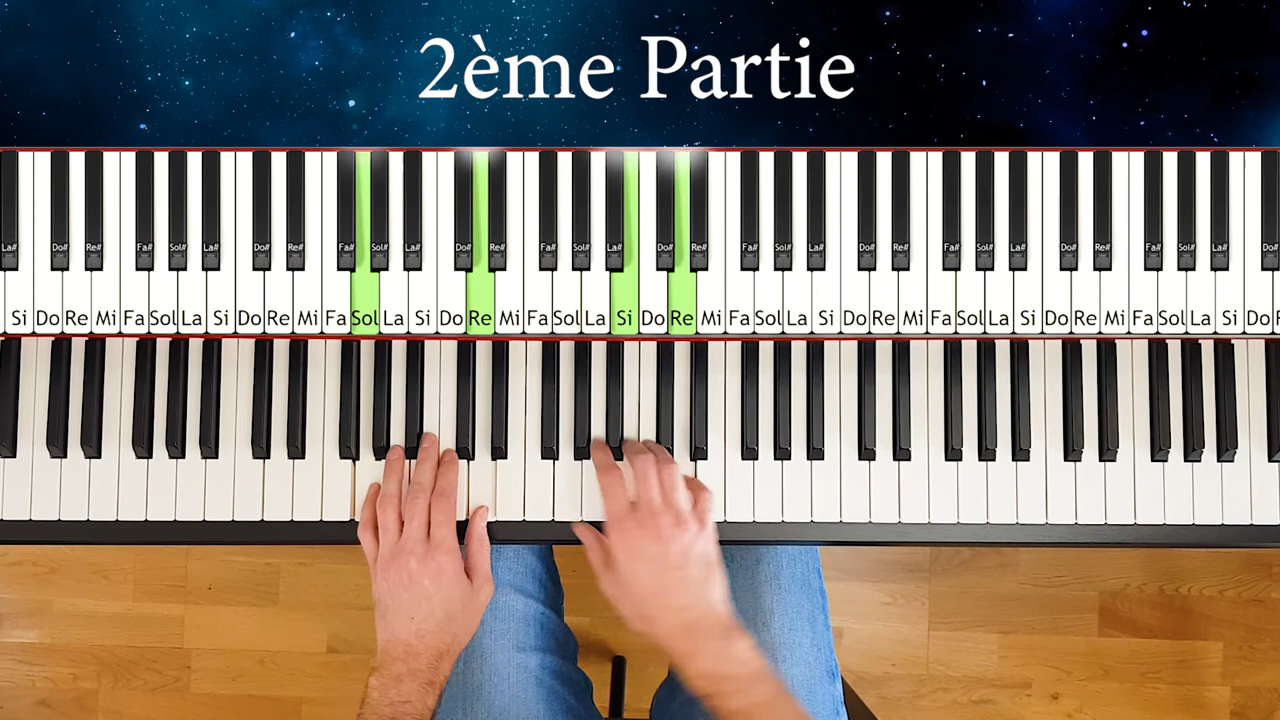 2ème Partie
La# Do# Re# Fa# Sol# La# Do# Re# Fa# Sol# La# Do# Re# Fa# Sol# La# Do# Re# Fa# Sol# La# Do# Re# Fa# Sol# La# Do# Re# Fa# Sol# La# Do#
Si Do Re Mi Fa Sol La Si Do Re Mi Fa Sol La Si Do Re Mi Fa Sol La Si Do Re Mi Fa Sol La Si Do Re Mi Fa Sol La Si Do Re Mi Fa Sol La Si Do